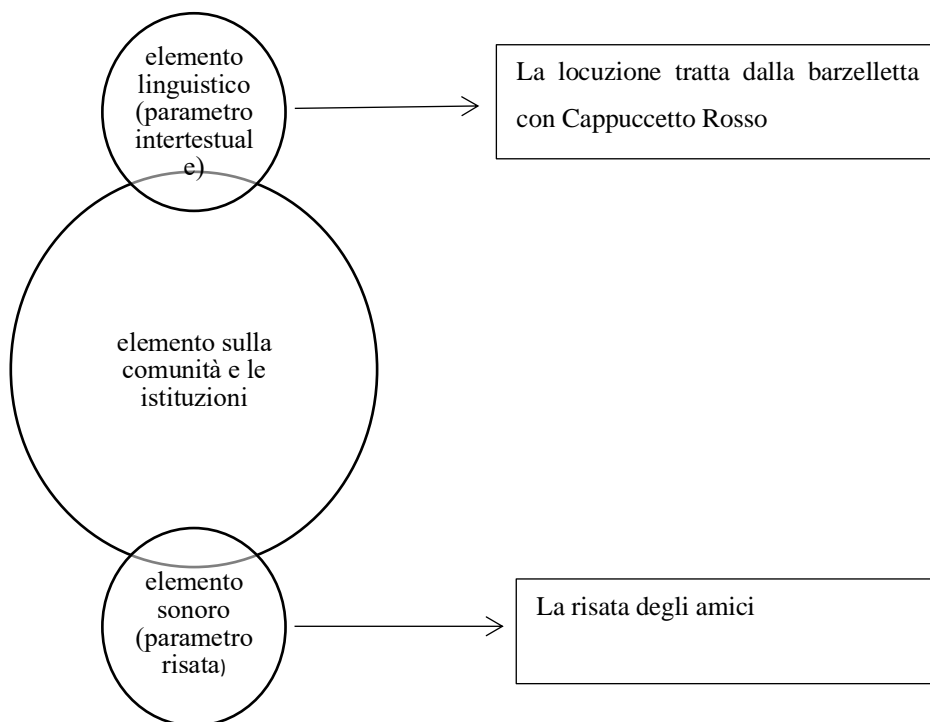 elemento
linguistico
(parametro
intertestual
e)
La locuzione tratta dalla barzelletta
con Cappuccetto Rosso
elemento sulla
comunità e le
istituzioni
elemento
sonoro
(parametro
risata)
La risata degli amici